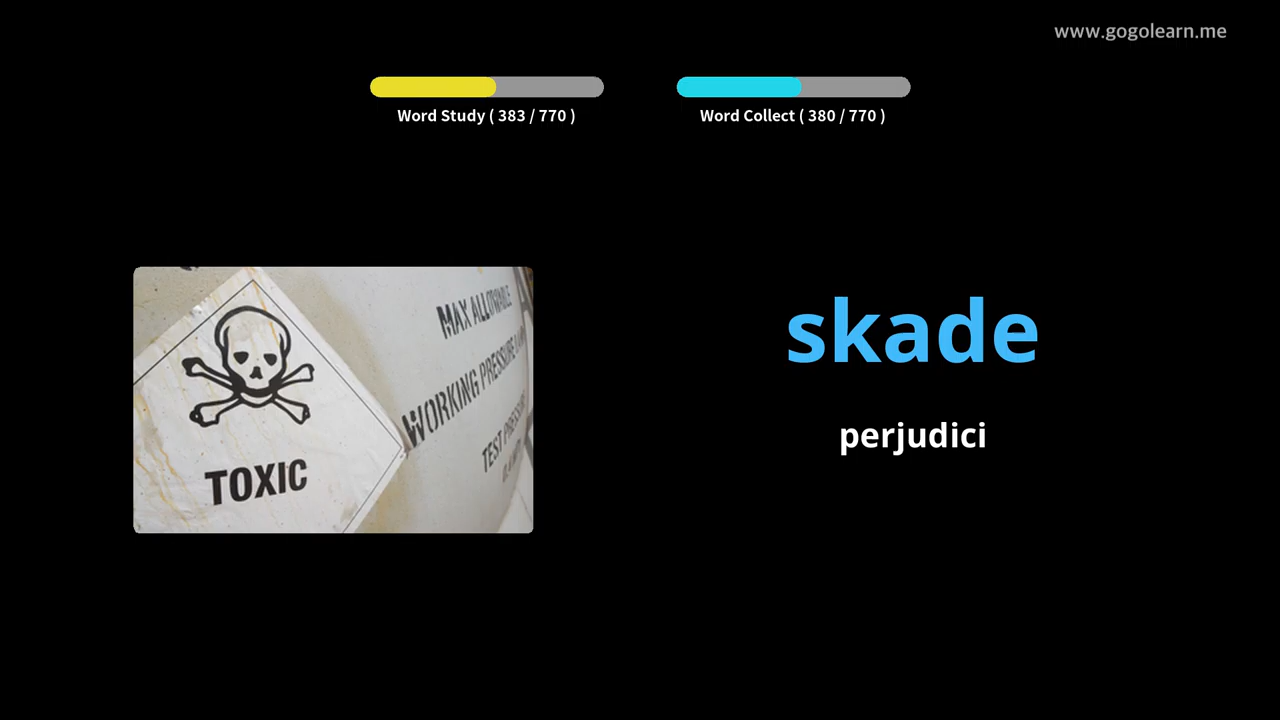 www.gogolearn.me
Word Study ( 383 / 770 )
Word Collect ( 380 / 770 )
skade
perjudici
MAX ALLOWABLE
WORKING PRESSURE
TEST PRESSURE
TOXIC